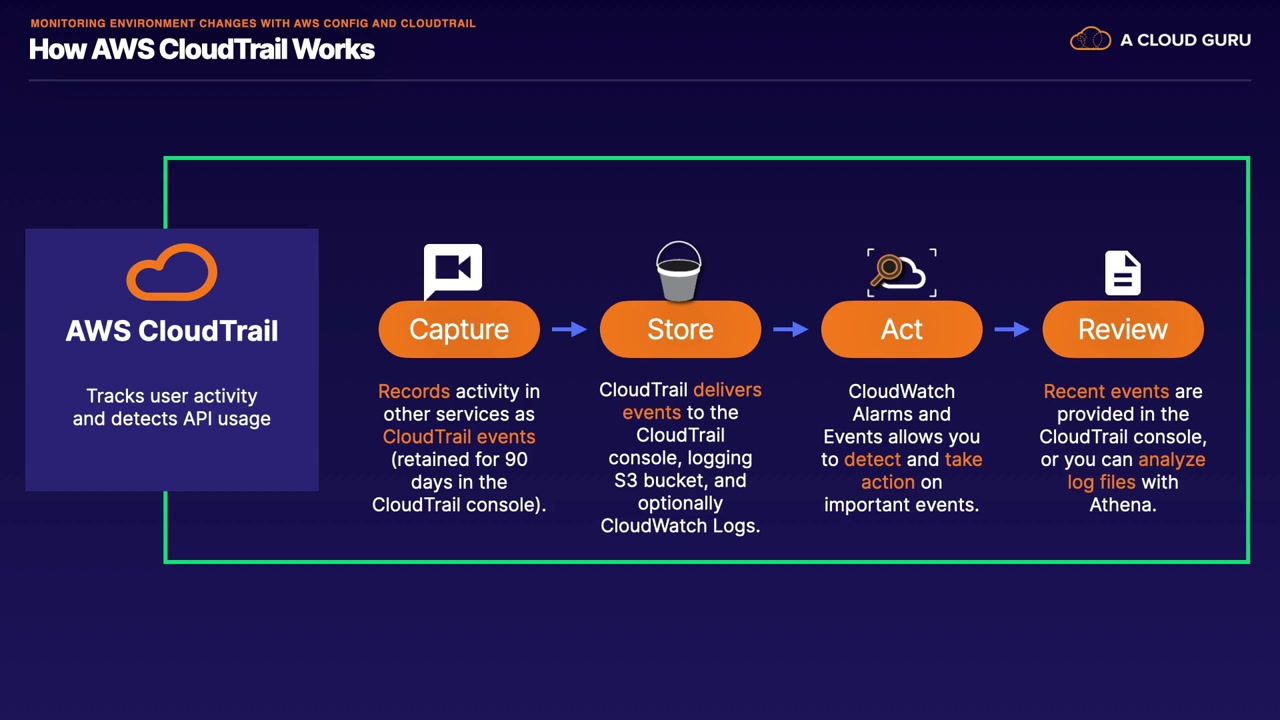 MONITORING ENVIRONMENT CHANGES WITH AWS CONFIG AND CLOUDTRAIL
How AWS CloudTrail Works
A CLOUD GURU
AWS CloudTrail
Tracks user activity
and detects API usage
Capture
Records activity in
other services as
CloudTrail events
(retained for 90
days in the
CloudTrail console).
Store
CloudTrail delivers
events to the
CloudTrail
console, logging
S3 bucket, and
optionally
CloudWatch Logs.
Act
CloudWatch
Alarms and
Events allows you
to detect and take
action on
important events.
Review
Recent events are
provided in the
CloudTrail console,
or you can analyze
log files with
Athena.